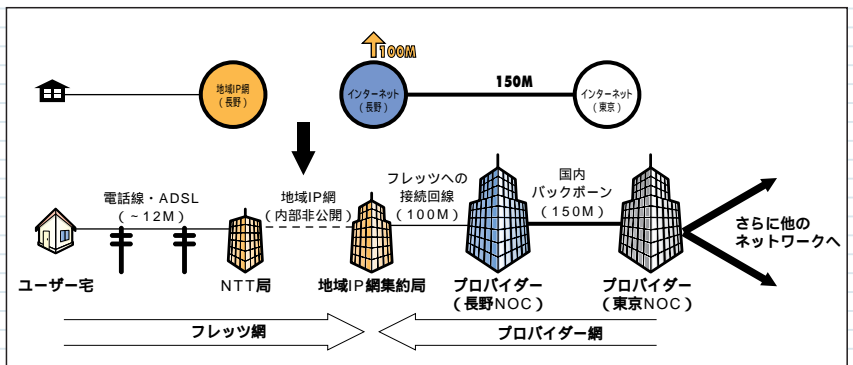 100M
地域IP網
(長野)
インターネット
(長野)
150M
インターネット
(東京)
電話線・ADSL
(~12M)
地域IP網
(内部非公開)
フレッツへの
接続回線
(100M)
国内
バックボーン
(150M)
さらに他の
ネットワークへ
ユーザー宅
NTT局
地域IP網集約局
プロバイダー
(長野NOC)
プロバイダー
(東京NOC)
フレッツ網
プロバイダー網